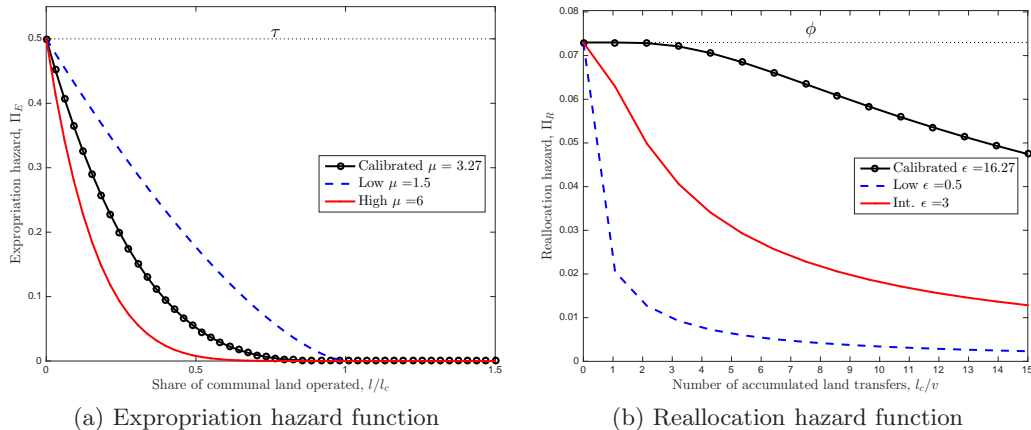 τ
0.5
0.4
0.3
0.2
0.1
0
Expropriation hazard, Π_E
Calibrated μ = 3.27
Low μ =1.5
High μ =6
0 0.5 1 1.5
Share of communal land operated, l/l_c
(a) Expropriation hazard function
ϕ
0.08
0.07
0.06
0.05
0.04
0.03
0.02
0.01
0
Reallocation hazard, Π_R
Calibrated ϵ =16.27
Low ϵ =0.5
Int. ϵ =3
0 1 2 3 4 5 6 7 8 9 10 11 12 13 14 15
Number of accumulated land transfers, l_c/v
(b) Reallocation hazard function